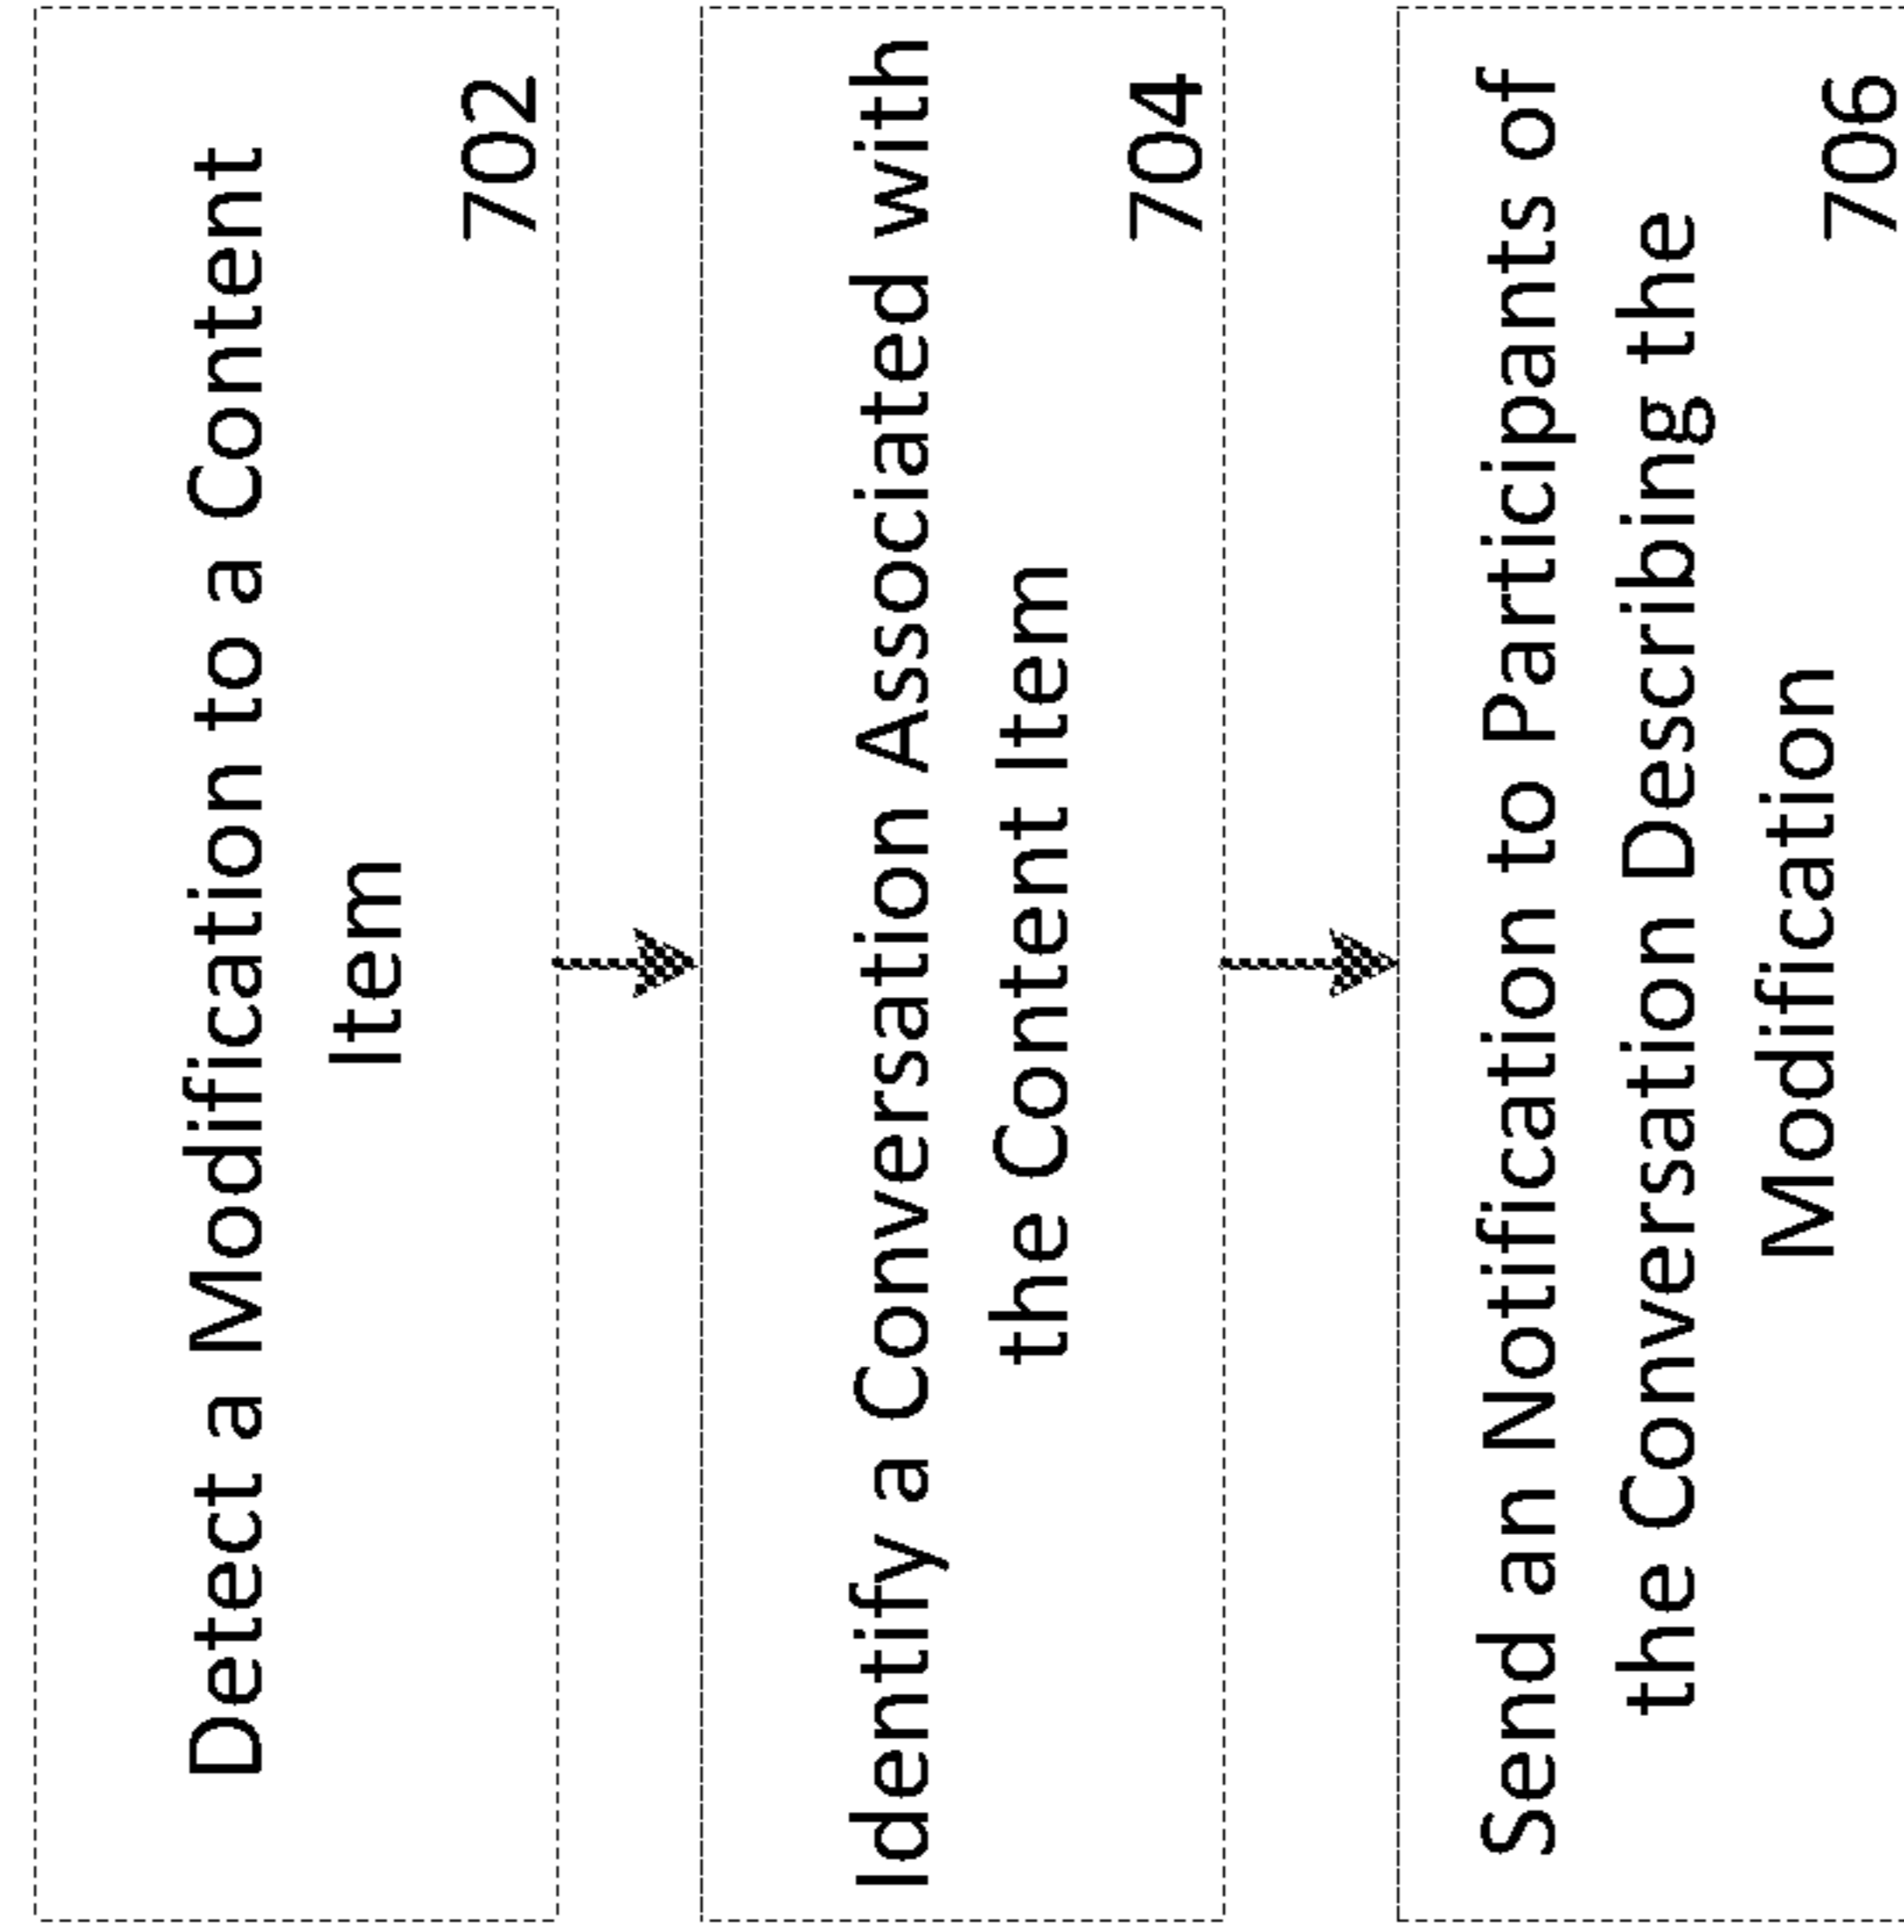 Detect a Modification to a Content
Item
702
Identify a Conversation Associated with
the Content Item
704
Send an Notification to Participants of
the Conversation Describing the
Modification
706